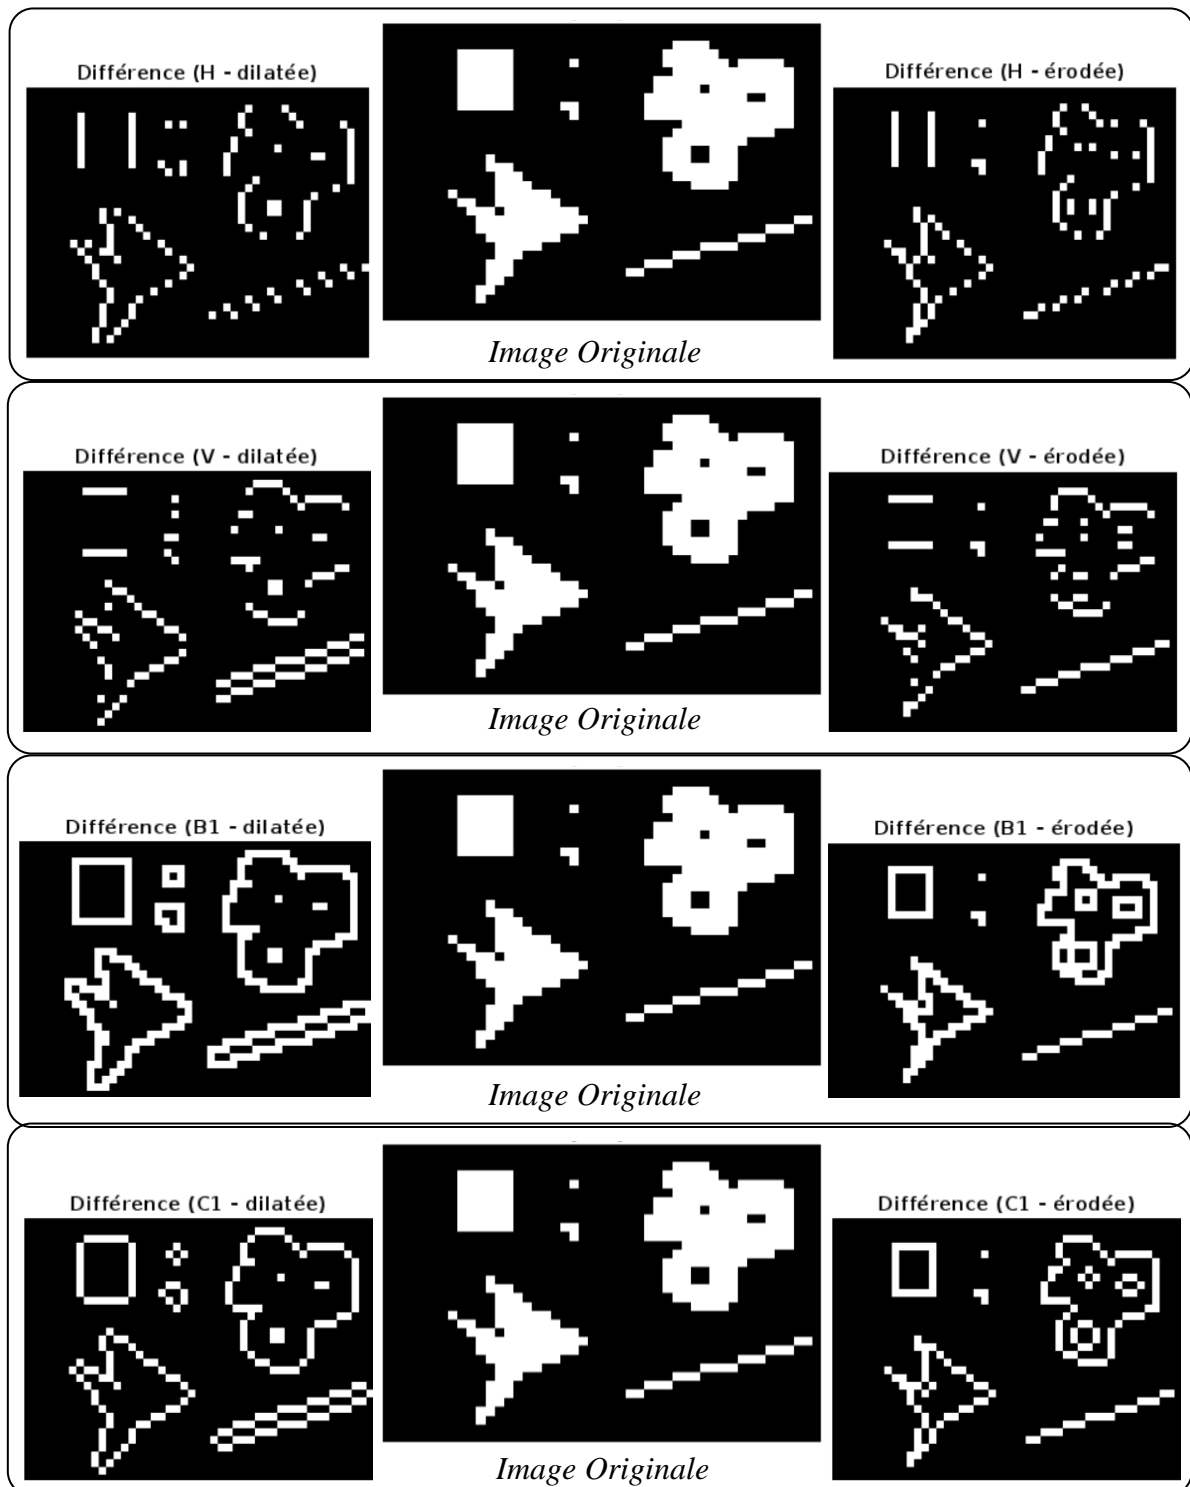 Différence (H - dilatée)
Différence (H - érodée)
Image Originale
Différence (V - dilatée)
Différence (V - érodée)
Image Originale
Différence (B1 - dilatée)
Différence (B1 - érodée)
Image Originale
Différence (C1 - dilatée)
Différence (C1 - érodée)
Image Originale